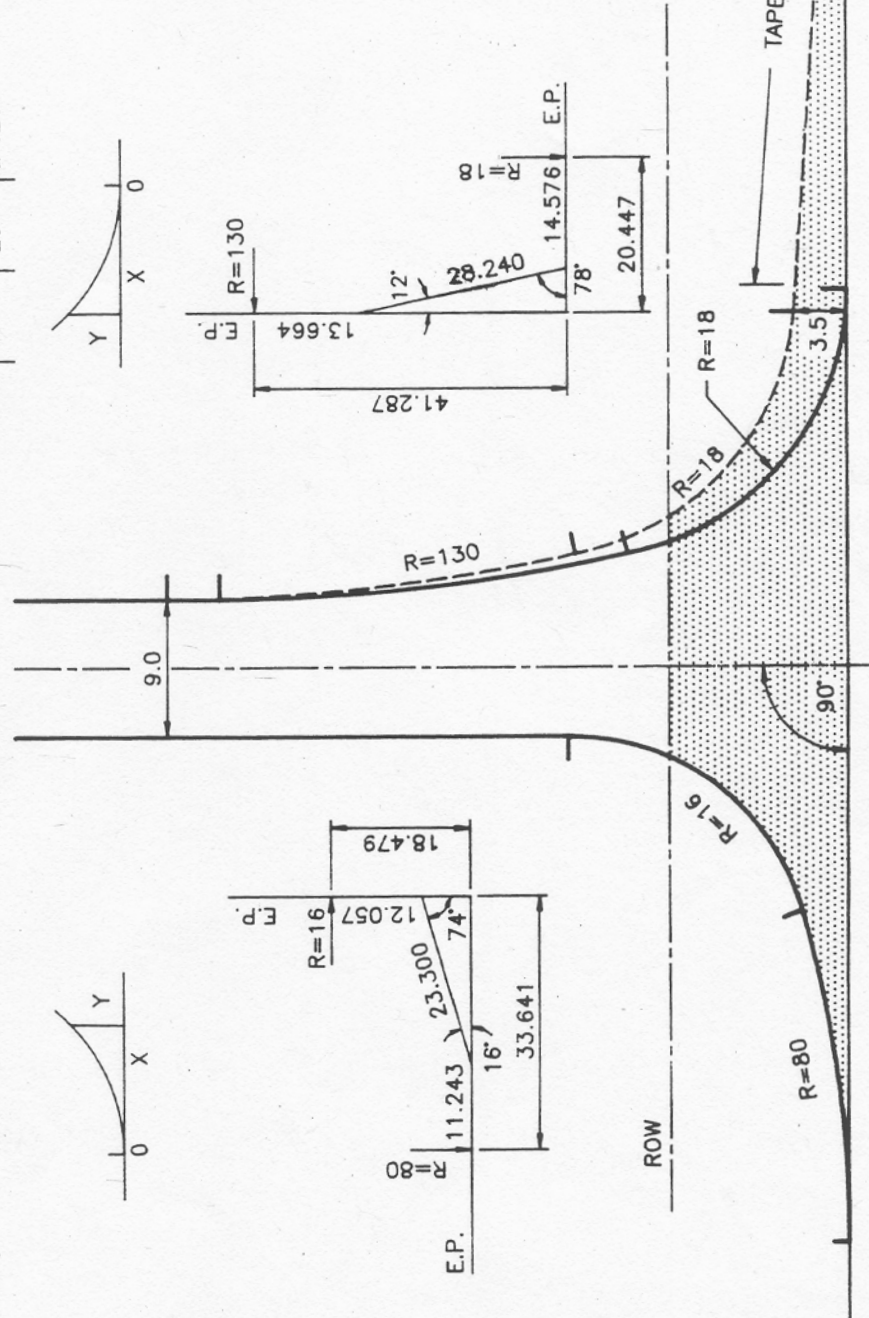 TAPE
O
X
Y
R=130
E.P.
13.664
12°
28.240
R=18
14.576
E.P.
78°
20.447
41.287
R=18
R=18
3.5
R=130
9.0
90°
R=16
R=80
Y
X
O
E.P.
R=16
12.057
18.479
74°
23.300
16°
11.243
33.641
R=80
E.P.
ROW